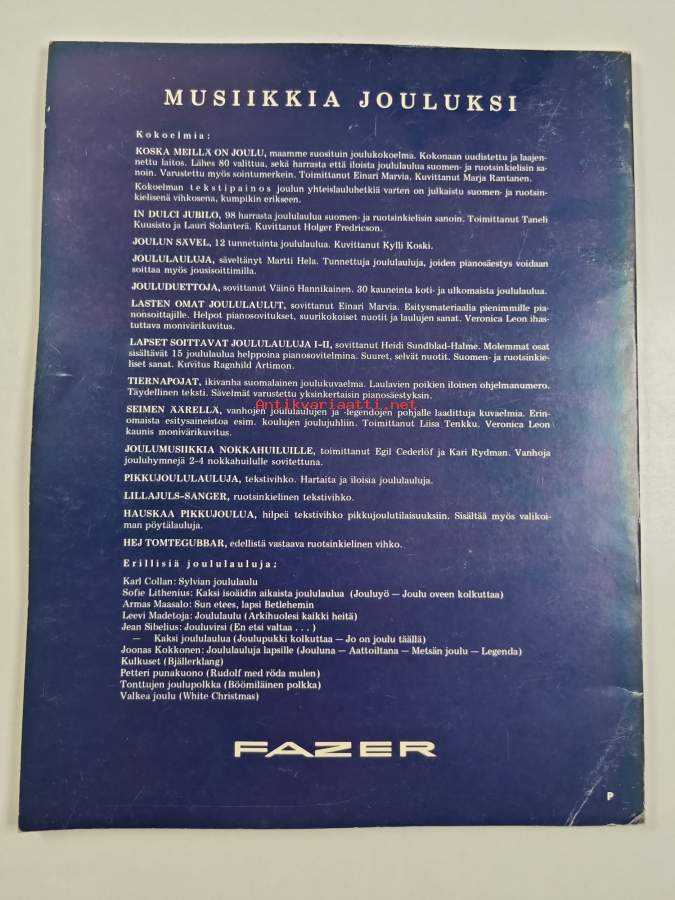 MUSIIKKIA JOULUKSI
Kokoelmia:
KOSKA MEILLÄ ON JOULU, maamme suosituin joulukokoelma. Kokonaan uudistettu ja laajen-
nettu laitos. Lähes 80 valittua, sekä harrasta että iloista joululaulua suomen- ja ruotsinkielisin sa-
noin. Varustettu myös sointumerkein. Toimittanut Einari Marvia. Kuvittanut Marja Rantanen.
Kokoelman tekstipainos joulun yhteislauluhetkiä varten on julkaistu suomen- ja ruotsin-
kielisenä vihkosena, kumpikin erikseen.
IN DULCI JUBILO, 98 harrasta joululaulua suomen- ja ruotsinkielisin sanoin. Toimittanut Taneli
Kuusisto ja Lauri Solanterä. Kuvittanut Holger Fredricson.
JOULUN SÄVEL, 12 tunnetuinta joululaulua. Kuvittanut Kylli Koski.
JOULULAULUJA, säveltänyt Martti Hela. Tunnettuja joululauluja, joiden pianosäestys voidaan
soittaa myös jousisoittimilla.
JOULUDUETTOJA, sovittanut Väinö Hannikainen. 30 kauneinta koti- ja ulkomaista joululaulua.
LASTEN OMAT JOULULAULUT, sovittanut Einari Marvia. Esitysmateriaalia pienimmille pia-
nonsoittajille. Helpot pianosovitukset, suurikokoiset nuotit ja laulujen sanat. Veronica Leon ihas-
tuttava monivärikuvitus.
LAPSET SOITTAVAT JOULULAULUJA I-II, sovittanut Heidi Sundblad-Halme. Molemmat osat
sisältävät 15 joululaulua helppoina pianosovitelmina. Suuret, selvät nuotit. Suomen- ja ruotsinkie-
liset sanat. Kuvitus Ragnhild Artimon.
TIERNAPOJAT, ikivanha suomalainen joulukuvaelma. Laulavien poikien iloinen ohjelmanumero.
Täydellinen teksti. Sävelmät varustettu yksinkertaisin pianosäestyksin.
Antikvariaatti.net
SEIMEN ÄÄRELLÄ, vanhojen joululaulujen ja -legendojen pohjalle laadittuja kuvaelmia. Erin-
omaista esitysaineistoa esim. koulujen joulujuhliin. Toimittanut Liisa Tenkku. Veronica Leon
kaunis monivärikuvitus.
JOULUMUSIIKKIA NOKKAHUILUILLE, toimittanut Egil Cederlöf ja Kari Rydman. Vanhoja
jouluhymnejä 2-4 nokkahuilulle sovitettuna.
PIKKUJOULULAULUJA, tekstivihko. Hartaita ja iloisia joululauluja.
LILLAJULS-SÅNGER, ruotsinkielinen tekstivihko.
HAUSKAA PIKKUJOULUA, hilpeä tekstivihko pikkujoulutilaisuuksiin. Sisältää myös valikoi-
man pöytälauluja.
HEJ TOMTEGUBBAR, edellistä vastaava ruotsinkielinen vihko.
Erillisiä joululauluja:
Karl Collan: Sylvian joululaulu
Sofie Lithenius: Kaksi isoäidin aikaista joululaulua (Jouluyö — Joulu oveen kolkuttaa)
Armas Maasalo: Sun etees, lapsi Betlehemin
Leevi Madetoja: Joululaulu (Arkihuolesi kaikki heitä)
Jean Sibelius: Jouluvirsi (En etsi valtaa . . . )
— Kaksi joululaulua (Joulupukki kolkuttaa — Jo on joulu täällä)
Joonas Kokkonen: Joululauluja lapsille (Jouluna — Aattoiltana — Metsän joulu — Legenda)
Kulkuset (Bjällerklang)
Petteri punakuono (Rudolf med röda mulen)
Tonttujen joulupolkka (Böömiläinen polkka)
Valkea joulu (White Christmas)
FAZER
P